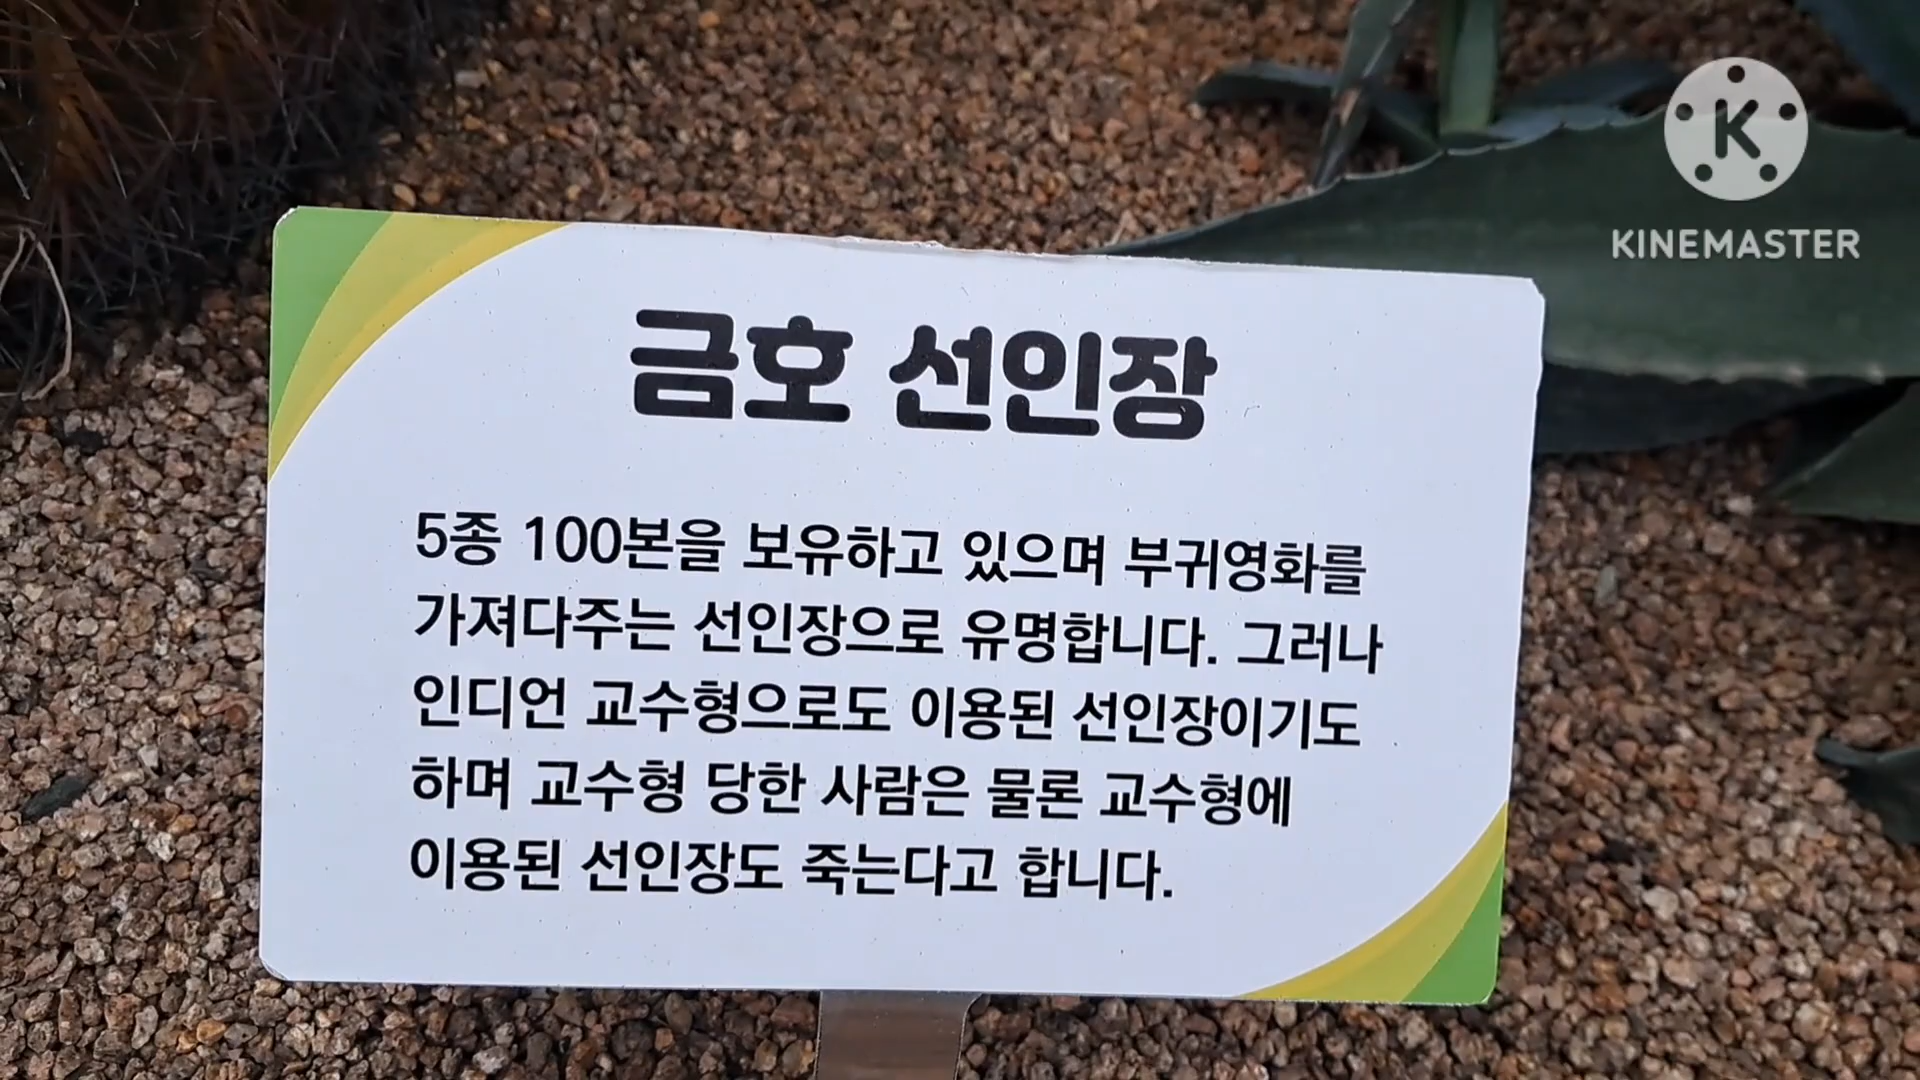 금호 선인장
5종 100본을 보유하고 있으며 부귀영화를
가져다주는 선인장으로 유명합니다. 그러나
인디언 교수형으로도 이용된 선인장이기도
하며 교수형 당한 사람은 물론 교수형에
이용된 선인장도 죽는다고 합니다.
K
KINEMASTER